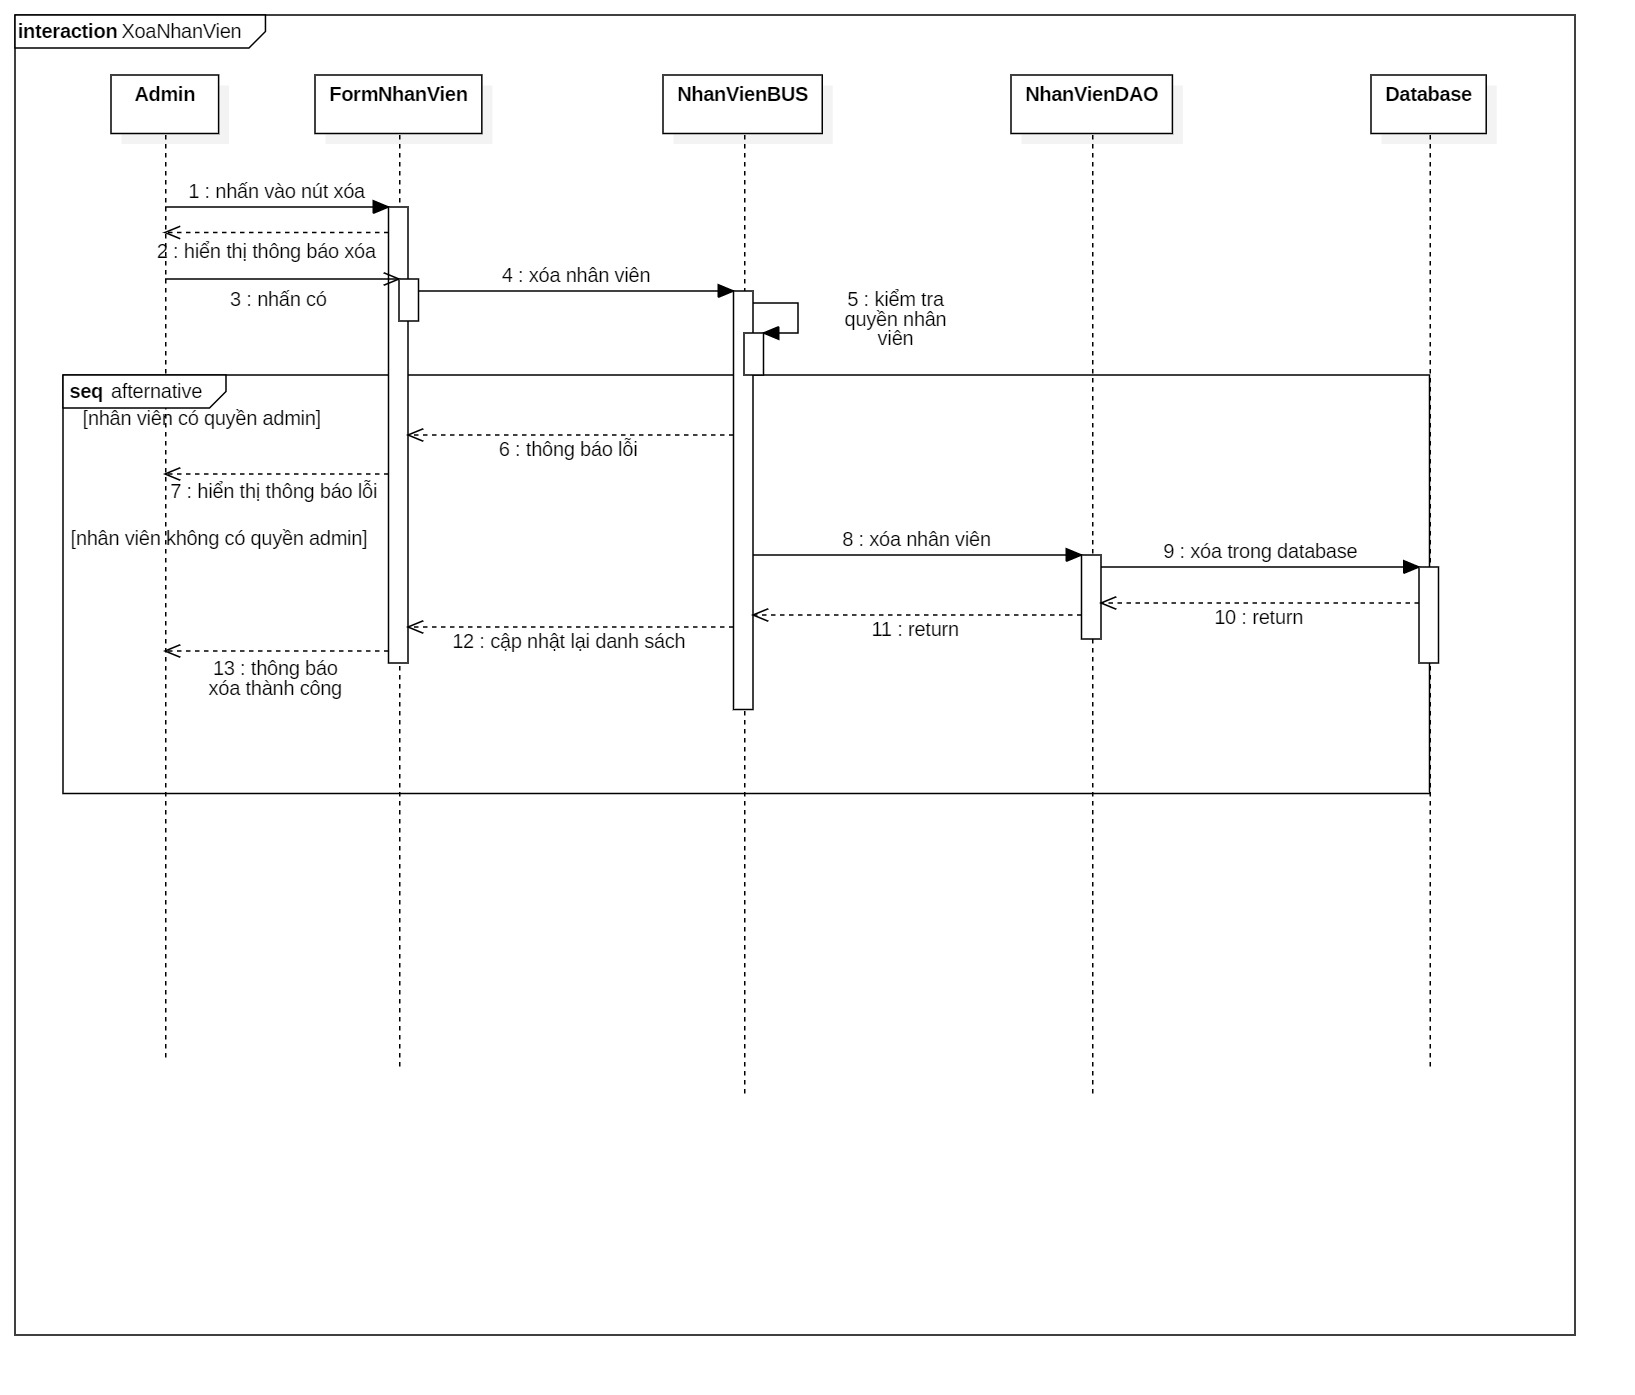 interaction XoaNhanVien
Admin
FormNhanVien
NhanVienBUS
NhanVienDAO
Database
1 : nhấn vào nút xóa
2 : hiển thị thông báo xóa
3 : nhấn có
4 : xóa nhân viên
5 : kiểm tra
quyền nhân
viên
seq afternative
[nhân viên có quyền admin]
6 : thông báo lỗi
7 : hiển thị thông báo lỗi
[nhân viên không có quyền admin]
8 : xóa nhân viên
9 : xóa trong database
10 : return
11 : return
12 : cập nhật lại danh sách
13 : thông báo
xóa thành công